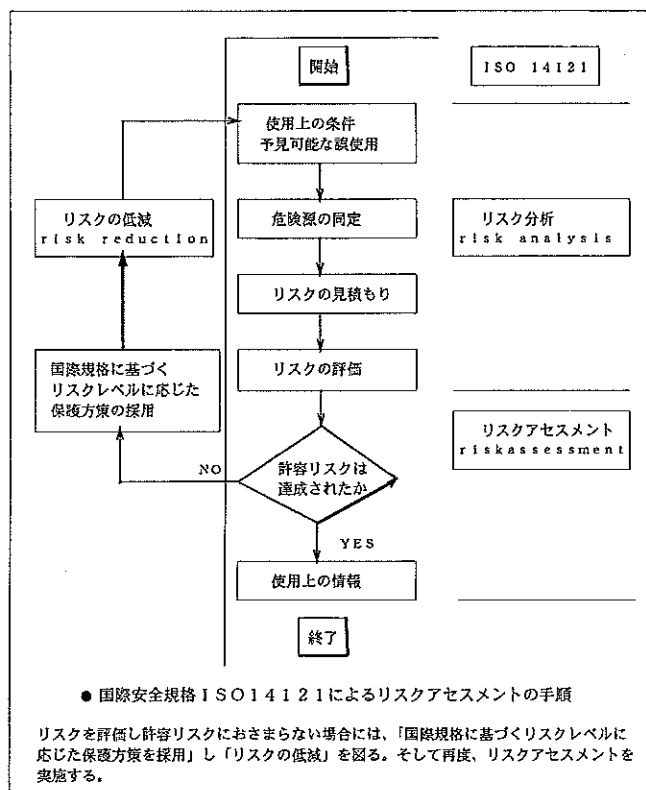 開始
ISO 14121
使用上の条件
予見可能な誤使用
リスクの低減
risk reduction
危険源の同定
リスク分析
risk analysis
リスクの見積もり
国際規格に基づく
リスクレベルに応じた
保護方策の採用
リスクの評価
リスクアセスメント
riskassessment
許容リスクは
達成されたか
NO
YES
使用上の情報
終了
● 国際安全規格ISO14121によるリスクアセスメントの手順
リスクを評価し許容リスクにおさまらない場合には、「国際規格に基づくリスクレベルに
応じた保護方策を採用」し「リスクの低減」を図る。そして再度、リスクアセスメントを
実施する。